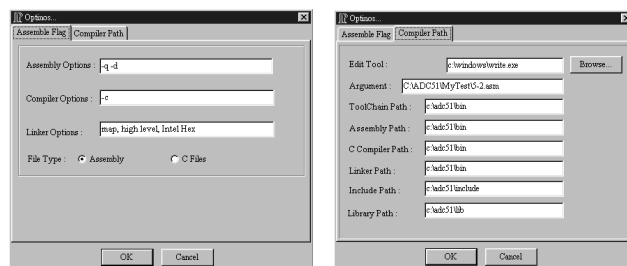 Optinos...
Assemble Flag Compiler Path
Assembly Options : -q -d
Compiler Options : -c
Linker Options : map, high level, Intel Hex
File Type : Assembly C Files
OK Cancel
Optinos...
Assemble Flag Compiler Path
Edit Tool : c:\windows\write.exe Browse...
Argument : C:\ADC51\MyTest\5-2.asm
ToolChain Path : c:\adc51\bin
Assembly Path : c:\adc51\bin
C Compiler Path : c:\adc51\bin
Linker Path : c:\adc51\bin
Include Path : c:\adc51\include
Library Path : c:\adc51\lib
OK Cancel